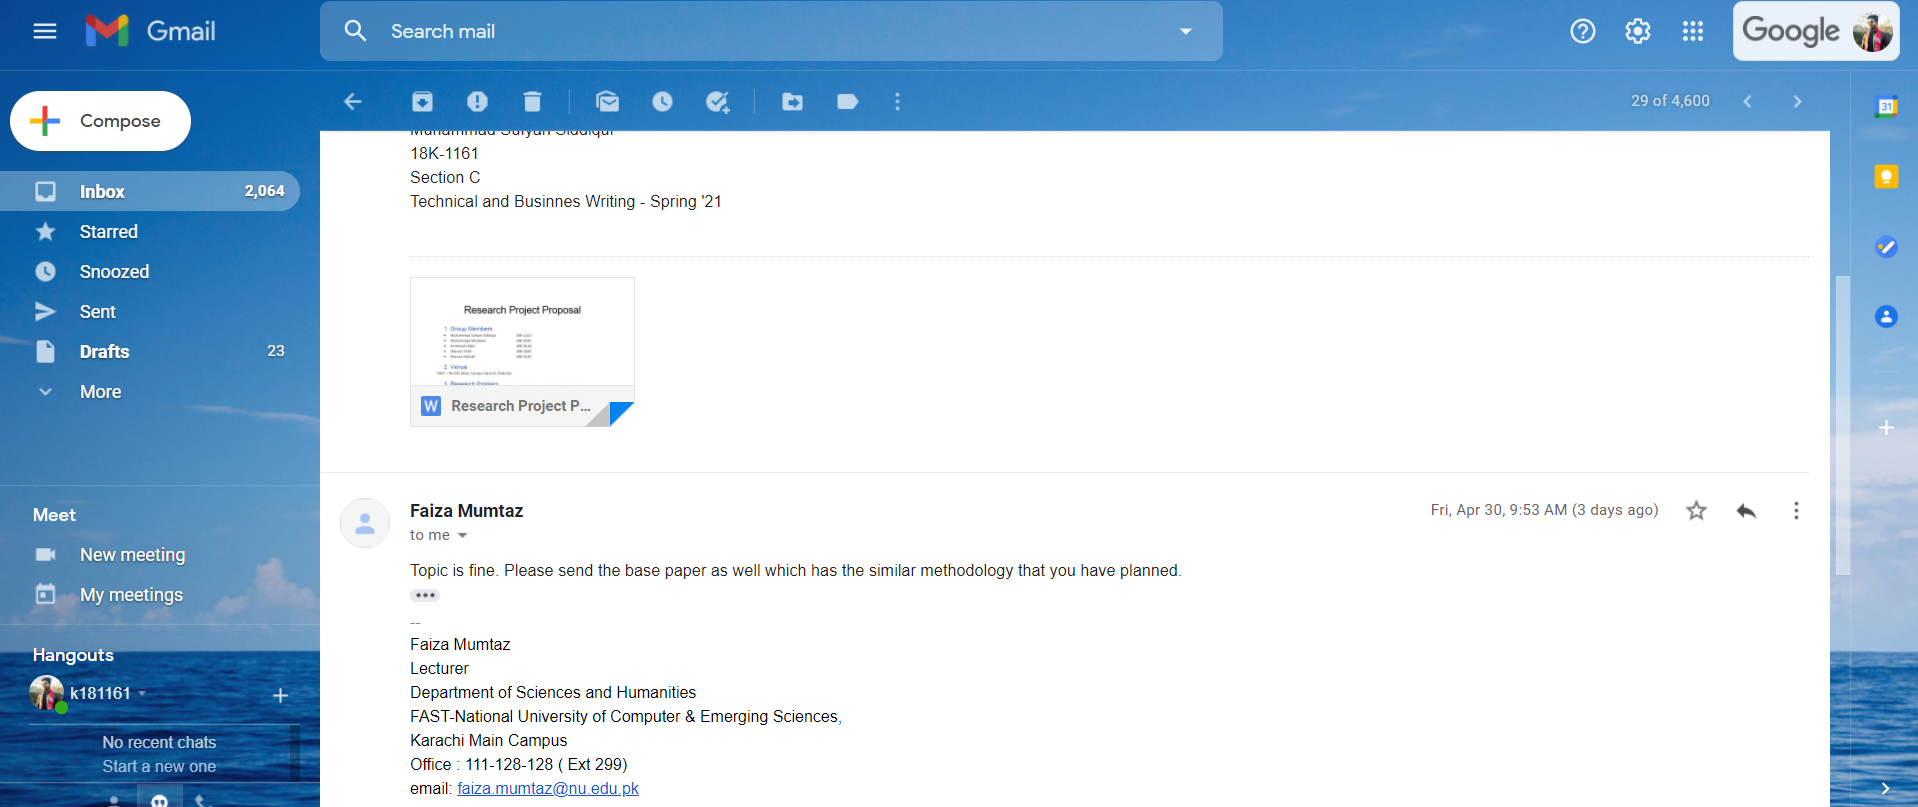 Gmail
Search mail
Google
Compose
29 of 4,600
Inbox 2,064
Starred
Snoozed
Sent
Drafts 23
More
Meet
New meeting
My meetings
Hangouts
k181161
No recent chats
Start a new one
Muhammad Sufyan Siddiqui
18K-1161
Section C
Technical and Businnes Writing - Spring '21
Research Project Proposal
1. Group Members
2. Venue
3. Research Problem
W Research Project P...
Faiza Mumtaz
Fri, Apr 30, 9:53 AM (3 days ago)
to me
Topic is fine. Please send the base paper as well which has the similar methodology that you have planned.
--
Faiza Mumtaz
Lecturer
Department of Sciences and Humanities
FAST-National University of Computer & Emerging Sciences,
Karachi Main Campus
Office : 111-128-128 ( Ext 299)
email: faiza.mumtaz@nu.edu.pk
31